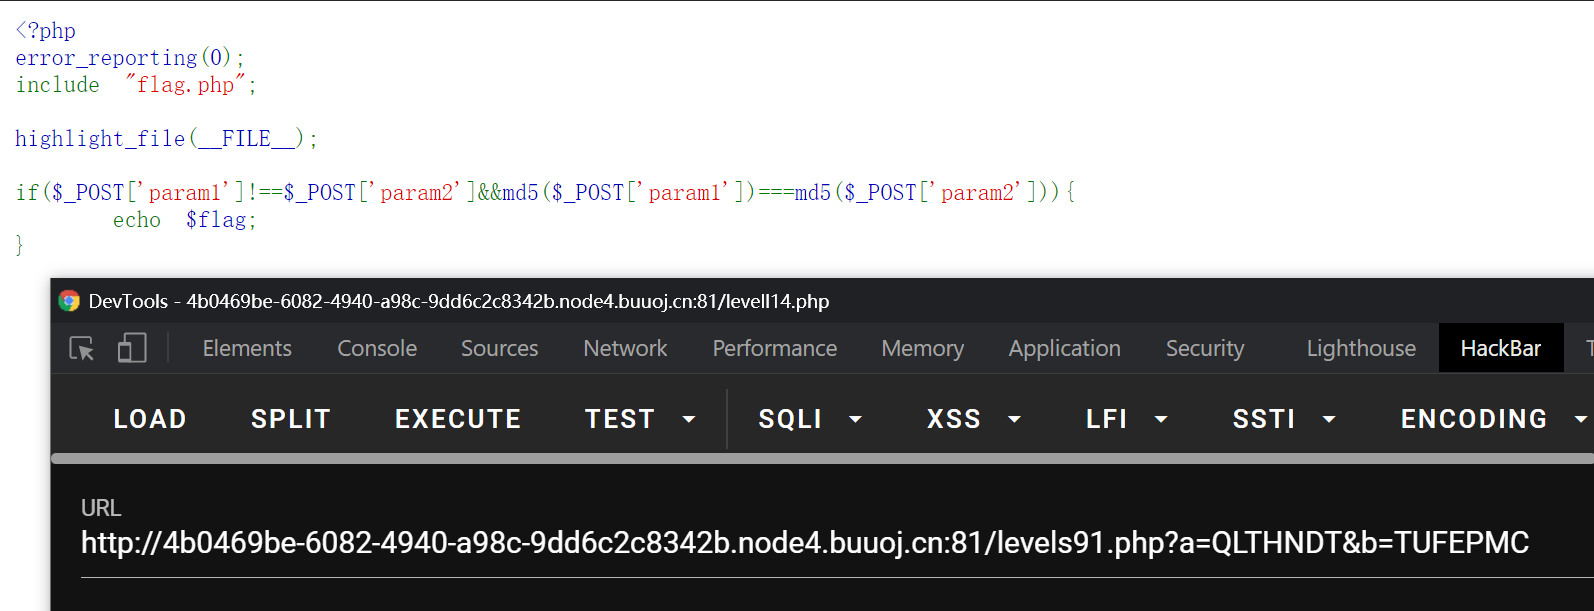 <?php
error_reporting(0);
include "flag.php";
highlight_file(__FILE__);
if($_POST['param1']!==$_POST['param2']&&md5($_POST['param1'])===md5($_POST['param2'])){
echo $flag;
}
DevTools - 4b0469be-6082-4940-a98c-9dd6c2c8342b.node4.buuoj.cn:81/levell14.php
Elements Console Sources Network Performance Memory Application Security Lighthouse HackBar
LOAD SPLIT EXECUTE TEST SQLI XSS LFI SSTI ENCODING
URL
http://4b0469be-6082-4940-a98c-9dd6c2c8342b.node4.buuoj.cn:81/levels91.php?a=QLTHNDT&b=TUFEPMC